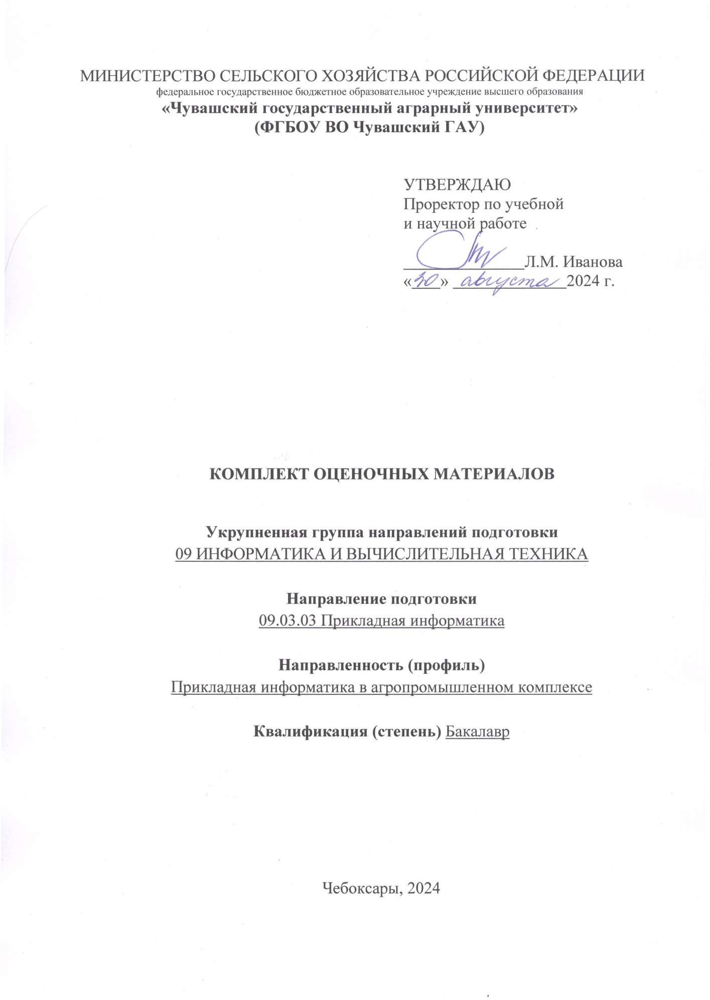 МИНИСТЕРСТВО СЕЛЬСКОГО ХОЗЯЙСТВА РОССИЙСКОЙ ФЕДЕРАЦИИ
федеральное государственное бюджетное образовательное учреждение высшего образования
«Чувашский государственный аграрный университет»
(ФГБОУ ВО Чувашский ГАУ)
УТВЕРЖДАЮ
Проректор по учебной
и научной работе
Л.М. Иванова
«» августа 2024 г.
КОМПЛЕКТ ОЦЕНОЧНЫХ МАТЕРИАЛОВ
Укрупненная группа направлений подготовки
09 ИНФОРМАТИКА И ВЫЧИСЛИТЕЛЬНАЯ ТЕХНИКА
Направление подготовки
09.03.03 Прикладная информатика
Направленность (профиль)
Прикладная информатика в агропромышленном комплексе
Квалификация (степень) Бакалавр
Чебоксары, 2024